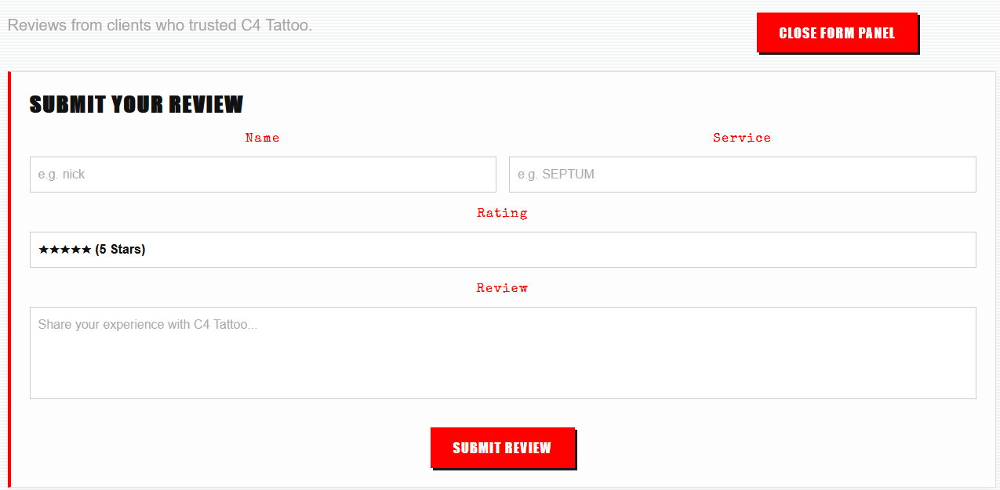 Reviews from clients who trusted C4 Tattoo.
CLOSE FORM PANEL
SUBMIT YOUR REVIEW
Name
Service
e.g. nick
e.g. SEPTUM
Rating
★★★★★ (5 Stars)
Review
Share your experience with C4 Tattoo...
SUBMIT REVIEW